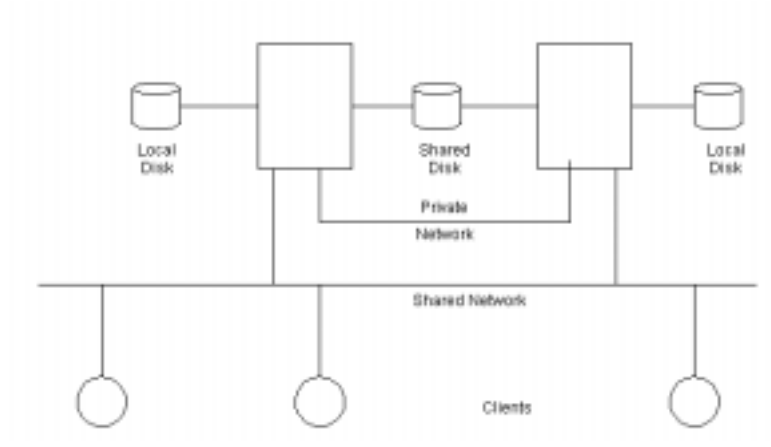 Local
Disk
Shared
Disk
Local
Disk
Private
Network
Shared Network
Clients